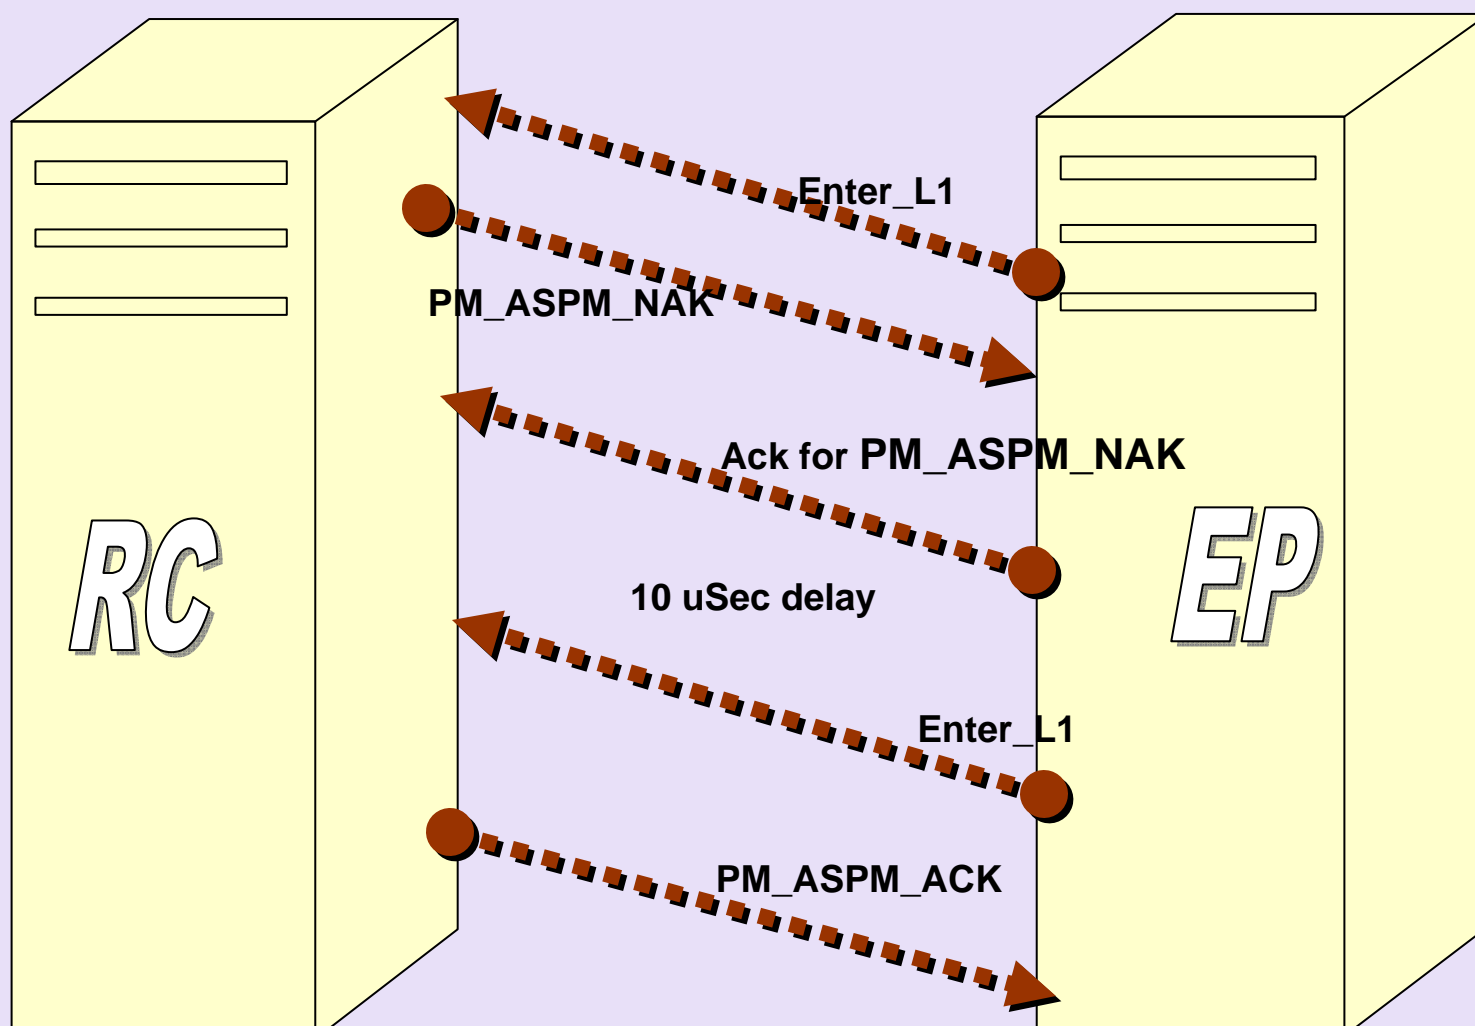 Enter_L1
PM_ASPM_NAK
Ack for PM_ASPM_NAK
RC
EP
10 uSec delay
Enter_L1
PM_ASPM_ACK